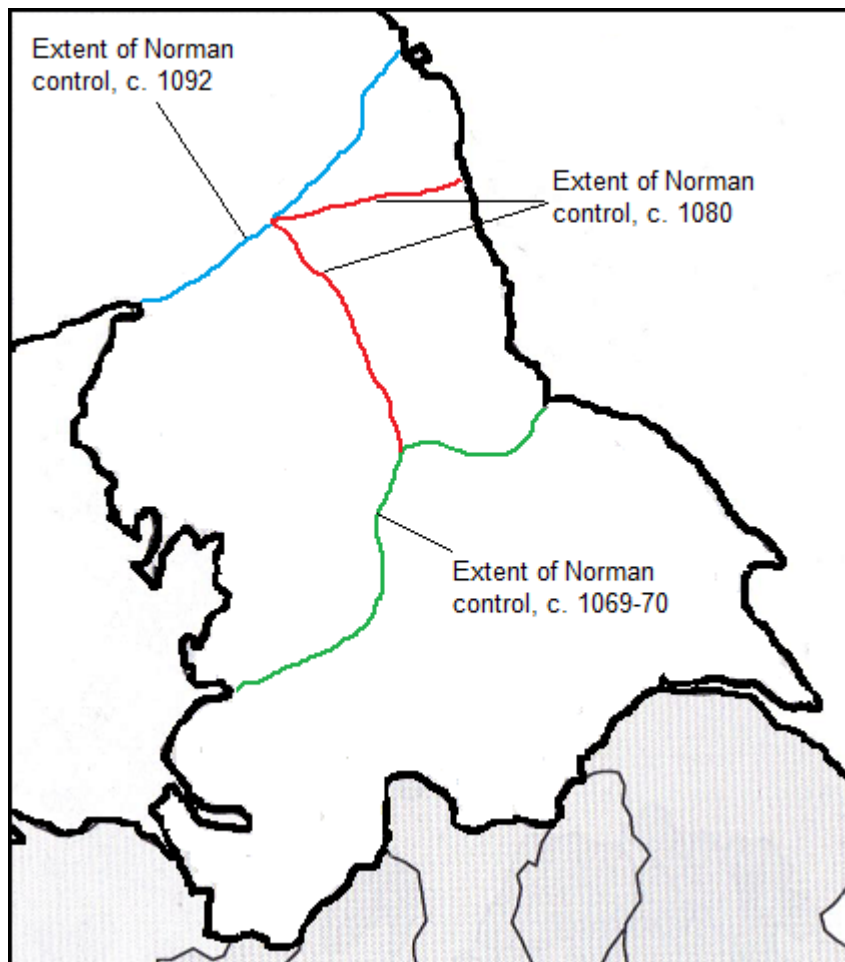 Extent of Norman
control, c. 1092
Extent of Norman
control, c. 1080
Extent of Norman
control, c. 1069-70